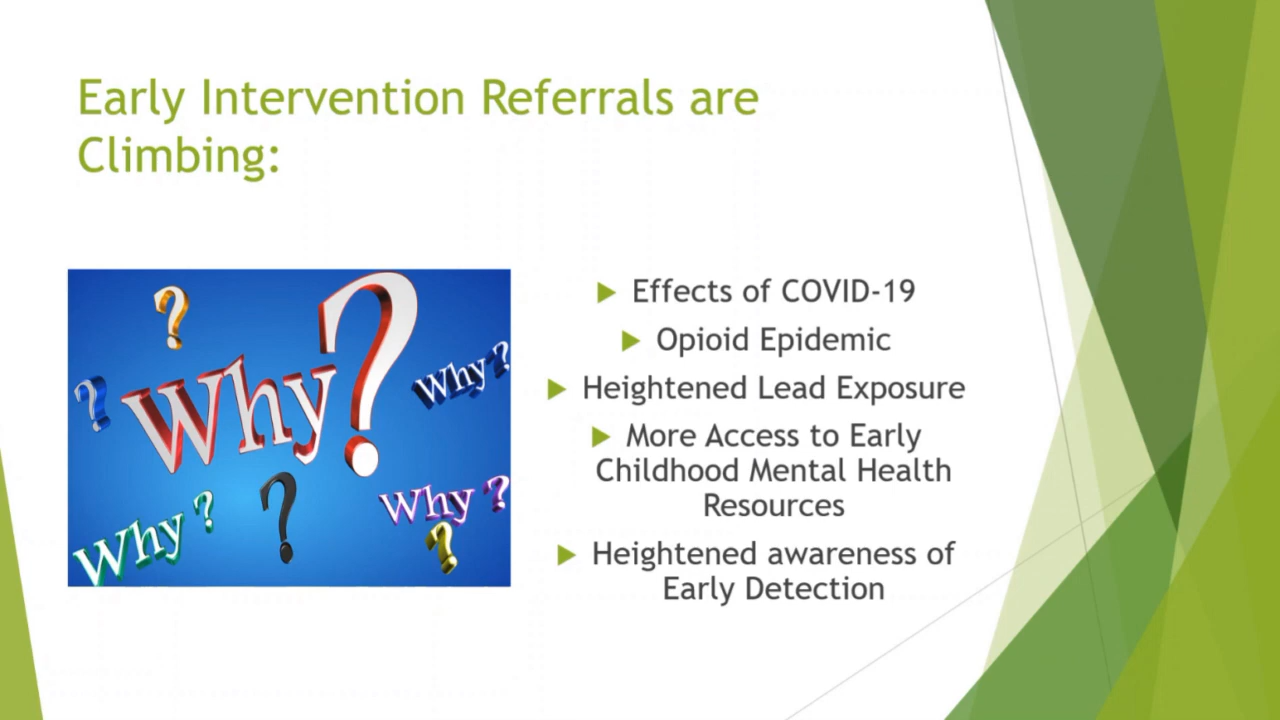 Early Intervention Referrals are
Climbing:
?
Why?
?
Why?
Why?
?
Why?
?
Effects of COVID-19
Opioid Epidemic
Heightened Lead Exposure
More Access to Early
Childhood Mental Health
Resources
Heightened awareness of
Early Detection